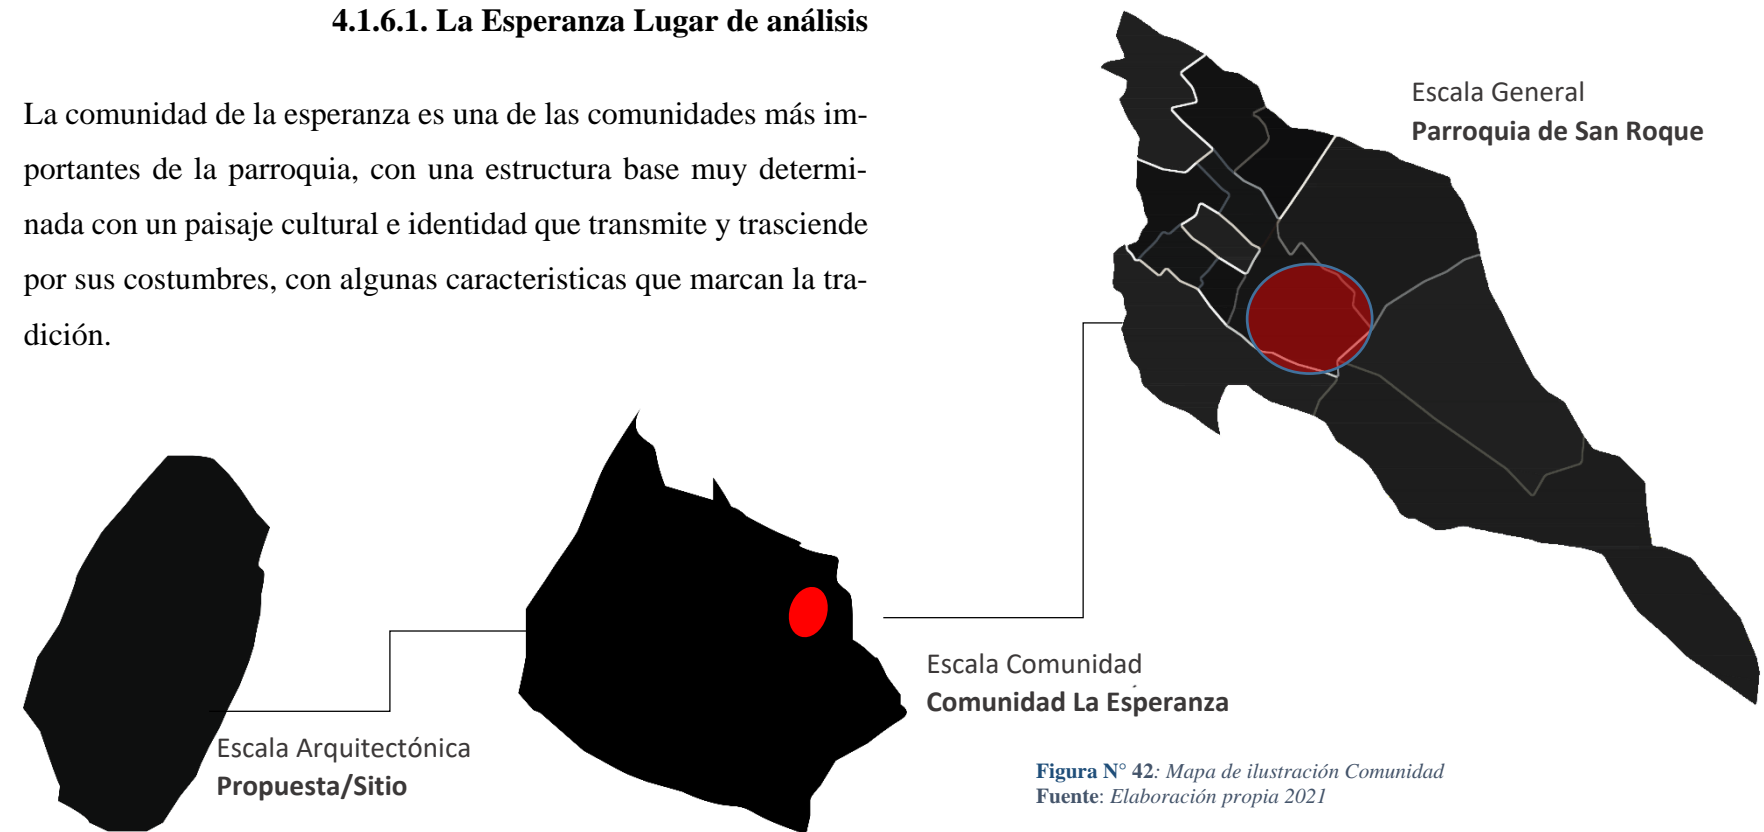 4.1.6.1. La Esperanza Lugar de análisis
La comunidad de la esperanza es una de las comunidades más im-
portantes de la parroquia, con una estructura base muy determi-
nada con un paisaje cultural e identidad que transmite y trasciende
por sus costumbres, con algunas caracteristicas que marcan la tra-
dición.
Escala General
Parroquia de San Roque
Escala Comunidad
Comunidad La Esperanza
Escala Arquitectónica
Propuesta/Sitio
Figura N° 42: Mapa de ilustración Comunidad
Fuente: Elaboración propia 2021